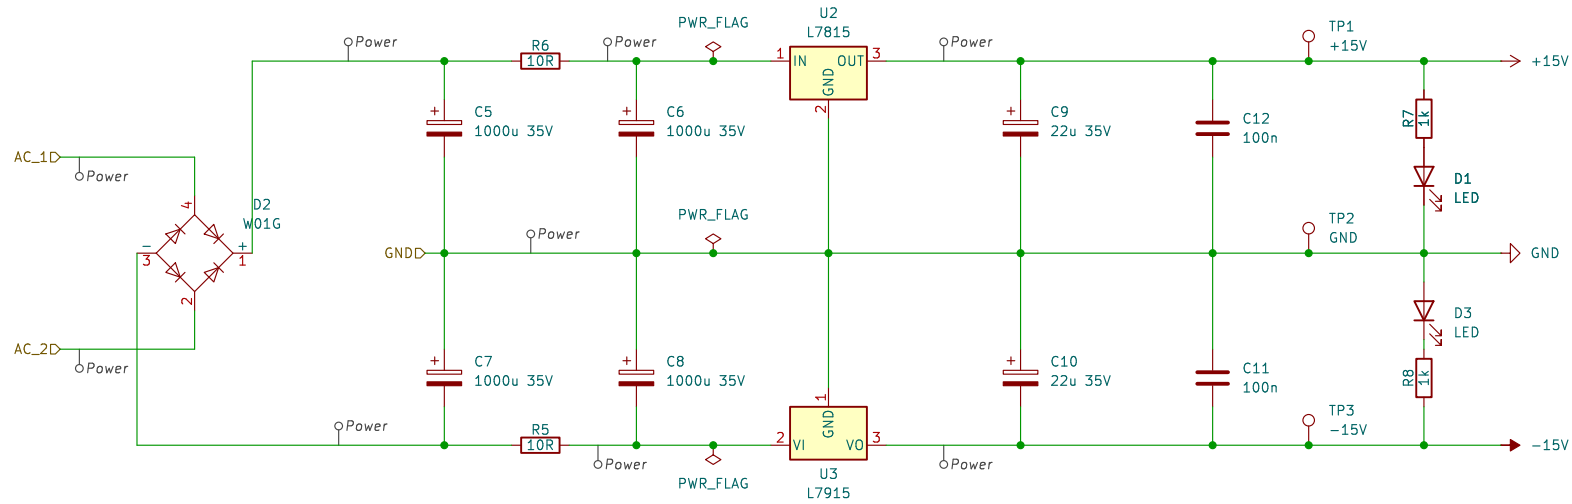 PWR_FLAG
U2
L7815
TP1
+15V
Power
R6
10R
Power
1
IN
OUT
3
GND
2
Power
+15V
+
C5
1000u 35V
+
C6
1000u 35V
+
C9
22u 35V
C12
100n
R7
1k
AC_1
Power
D1
LED
4
D2
W01G
PWR_FLAG
TP2
GND
Power
-
3
+
1
GND
GND
2
D3
LED
AC_2
Power
+
C7
1000u 35V
+
C8
1000u 35V
+
C10
22u 35V
C11
100n
R8
1k
1
GND
TP3
-15V
Power
R5
10R
2
VI
VO
3
-15V
Power
Power
PWR_FLAG
U3
L7915